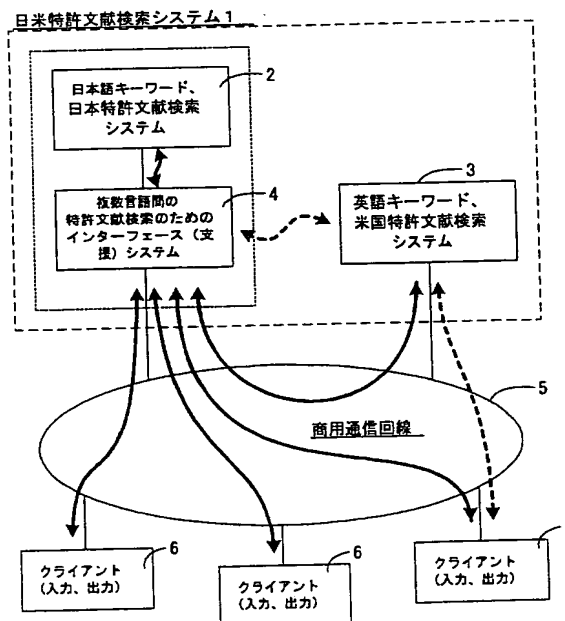 日米特許文献検索システム1
2
日本語キーワード、
日本特許文献検索
システム
3
4
複数言語間の
特許文献検索のための
インターフェース（支
援）システム
英語キーワード、
米国特許文献検索
システム
5
商用通信回線
6
クライアント
(入力、出力)
6
クライアント
(入力、出力)
クライアント
(入力、出力)